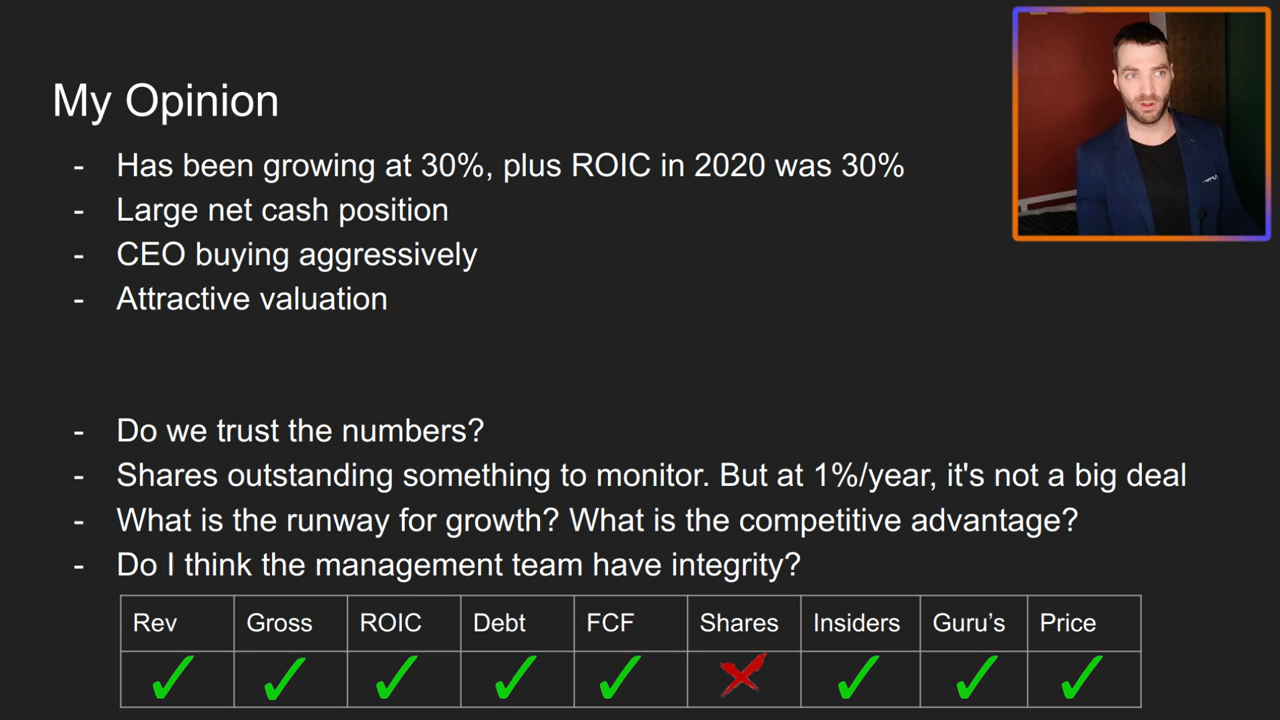 My Opinion
- Has been growing at 30%, plus ROIC in 2020 was 30%
- Large net cash position
- CEO buying aggressively
- Attractive valuation
- Do we trust the numbers?
- Shares outstanding something to monitor. But at 1%/year, it's not a big deal
- What is the runway for growth? What is the competitive advantage?
- Do I think the management team have integrity?
Rev Gross ROIC Debt FCF Shares Insiders Guru's Price